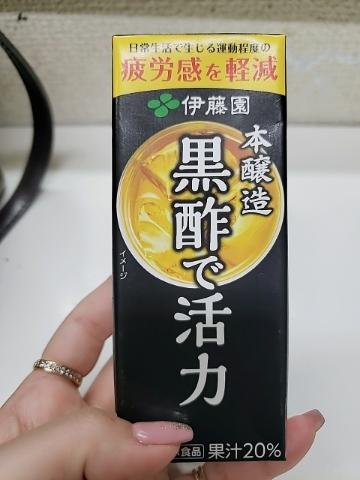 日常生活で生じる運動程度の
疲労感を軽減
伊藤園
本醸造
黒酢で活力
イメージ
食品 果汁20%